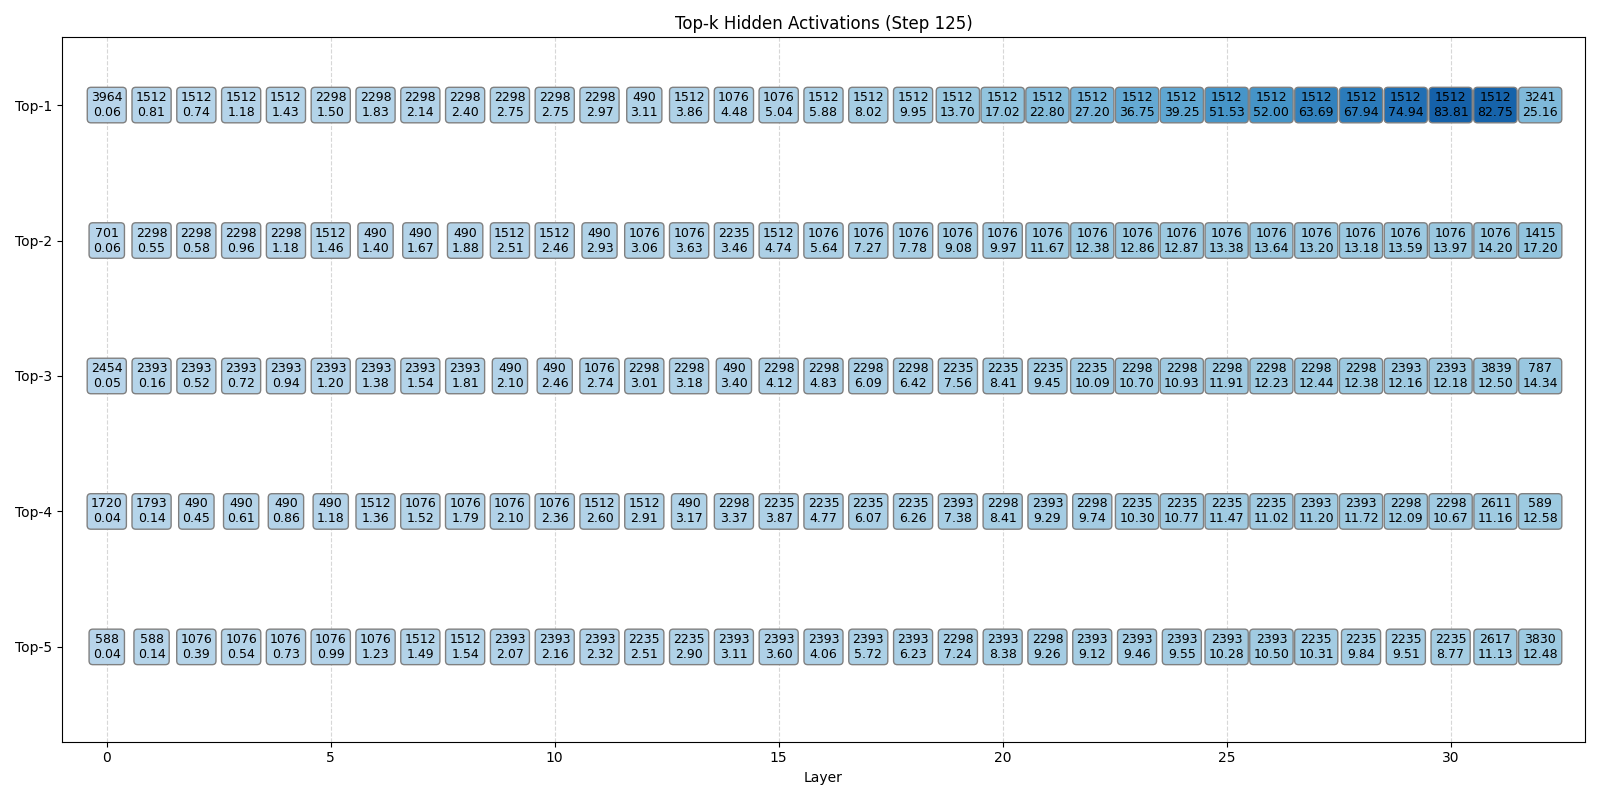 Top-k Hidden Activations (Step 125)
Top-1
3964 1512 1512 1512 1512 2298 2298 2298 2298 2298 2298 2298 490 1512 1076 1076 1512 1512 1512 1512 1512 1512 1512 1512 1512 1512 1512 1512 1512 1512 1512 1512 3241
0.06 0.81 0.74 1.18 1.43 1.50 1.83 2.14 2.40 2.75 2.75 2.97 3.11 3.86 4.48 5.04 5.88 8.02 9.95 13.70 17.02 22.80 27.20 36.75 39.25 51.53 52.00 63.69 67.94 74.94 83.81 82.75 25.16
Top-2
701 2298 2298 2298 2298 1512 490 490 490 1512 1512 490 1076 1076 2235 1512 1076 1076 1076 1076 1076 1076 1076 1076 1076 1076 1076 1076 1076 1076 1076 1076 1415
0.06 0.55 0.58 0.96 1.18 1.46 1.40 1.67 1.88 2.51 2.46 2.93 3.06 3.63 3.46 4.74 5.64 7.27 7.78 9.08 9.97 11.67 12.38 12.86 12.87 13.38 13.64 13.20 13.18 13.59 13.97 14.20 17.20
Top-3
2454 2393 2393 2393 2393 2393 2393 2393 2393 490 490 1076 2298 2298 490 2298 2298 2298 2298 2235 2235 2235 2235 2298 2298 2298 2298 2298 2298 2393 2393 3839 787
0.05 0.16 0.52 0.72 0.94 1.20 1.38 1.54 1.81 2.10 2.46 2.74 3.01 3.18 3.40 4.12 4.83 6.09 6.42 7.56 8.41 9.45 10.09 10.70 10.93 11.91 12.23 12.44 12.38 12.16 12.18 12.50 14.34
Top-4
1720 1793 490 490 490 490 1512 1076 1076 1076 1076 1512 1512 490 2298 2235 2235 2235 2235 2393 2298 2393 2298 2235 2235 2235 2235 2393 2393 2298 2298 2611 589
0.04 0.14 0.45 0.61 0.86 1.18 1.36 1.52 1.79 2.10 2.36 2.60 2.91 3.17 3.37 3.87 4.77 6.07 6.26 7.38 8.41 9.29 9.74 10.30 10.77 11.47 11.02 11.20 11.72 12.09 10.67 11.16 12.58
Top-5
588 588 1076 1076 1076 1076 1076 1512 1512 2393 2393 2393 2235 2235 2393 2393 2393 2393 2393 2298 2393 2298 2393 2393 2393 2393 2393 2235 2235 2235 2235 2617 3830
0.04 0.14 0.39 0.54 0.73 0.99 1.23 1.49 1.54 2.07 2.16 2.32 2.51 2.90 3.11 3.60 4.06 5.72 6.23 7.24 8.38 9.26 9.12 9.46 9.55 10.28 10.50 10.31 9.84 9.51 8.77 11.13 12.48
0 5 10 15 20 25 30
Layer